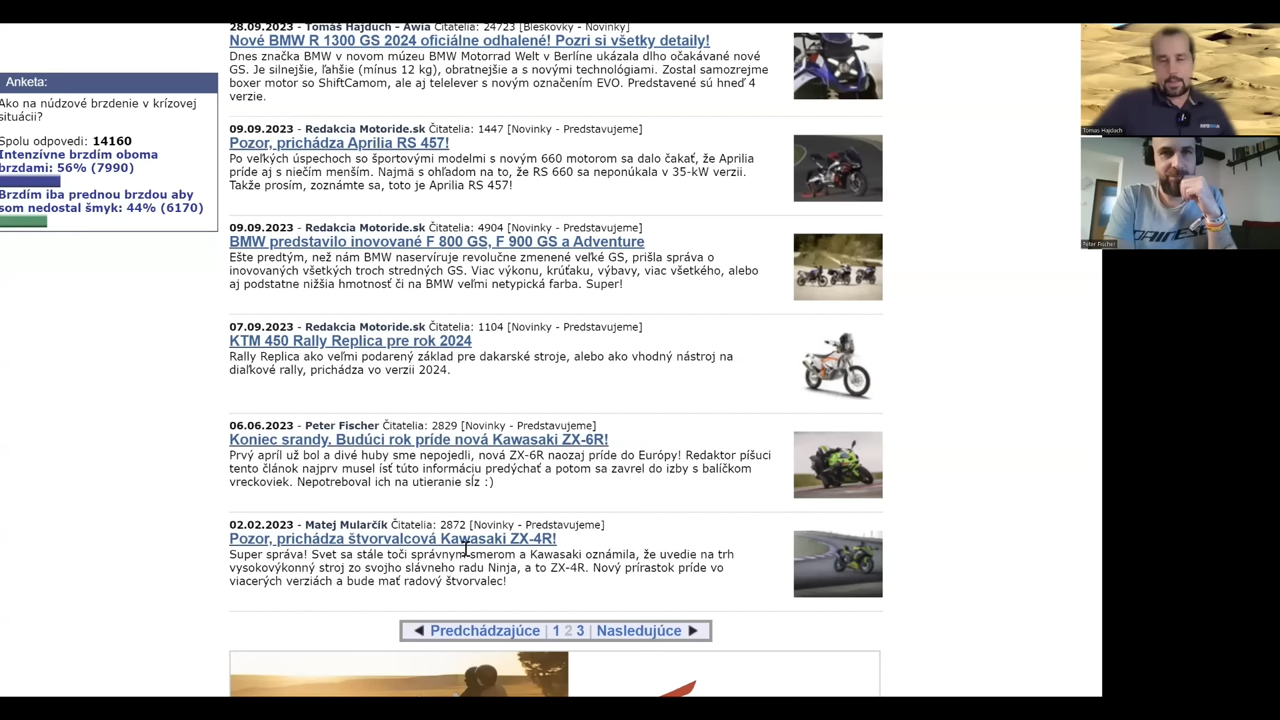 28.09.2023 - Tomáš Hajduch - Awia Čitatelia: 24723 [Bleskovky - Novinky]
Nové BMW R 1300 GS 2024 oficiálne odhalené! Pozri si všetky detaily!
Dnes značka BMW v novom múzeu BMW Motorrad Welt v Berlíne ukázala dlho očakávané nové
GS. Je silnejšie, ľahšie (mínus 12 kg), obratnejšie a s novými technológiami. Zostal samozrejme
boxer motor so ShiftCamom, ale aj telelever s novým označením EVO. Predstavené sú hneď 4
verzie.
Anketa:
Ako na núdzové brzdenie v krízovej
situácii?
Spolu odpovedi: 14160
Intenzívne brzdím oboma
brzdami: 56% (7990)
Brzdím iba prednou brzdou aby
som nedostal šmyk: 44% (6170)
09.09.2023 - Redakcia Motoride.sk Čitatelia: 1447 [Novinky - Predstavujeme]
Pozor, prichádza Aprilia RS 457!
Po veľkých úspechoch so športovými modelmi s novým 660 motorom sa dalo čakať, že Aprilia
príde aj s niečím menším. Najmä s ohľadom na to, že RS 660 sa neponúkala v 35-kW verzii.
Takže prosím, zoznámte sa, toto je Aprilia RS 457!
09.09.2023 - Redakcia Motoride.sk Čitatelia: 4904 [Novinky - Predstavujeme]
BMW predstavilo inovované F 800 GS, F 900 GS a Adventure
Ešte predtým, než nám BMW naservíruje revolučne zmenené veľké GS, prišla správa o
inovovaných všetkých troch stredných GS. Viac výkonu, krúťaku, výbavy, viac všetkého, alebo
aj podstatne nižšia hmotnosť či na BMW veľmi netypická farba. Super!
07.09.2023 - Redakcia Motoride.sk Čitatelia: 1104 [Novinky - Predstavujeme]
KTM 450 Rally Replica pre rok 2024
Rally Replica ako veľmi podarený základ pre dakarské stroje, alebo ako vhodný nástroj na
diaľkové rally, prichádza vo verzii 2024.
06.06.2023 - Peter Fischer Čitatelia: 2829 [Novinky - Predstavujeme]
Koniec srandy. Budúci rok príde nová Kawasaki ZX-6R!
Prvý apríl už bol a divé huby sme nepojedli, nová ZX-6R naozaj príde do Európy! Redaktor píšuci
tento článok najprv musel ísť túto informáciu predýchať a potom sa zavrel do izby s balíčkom
vreckoviek. Nepotreboval ich na utieranie sĺz :)
02.02.2023 - Matej Mularčík Čitatelia: 2872 [Novinky - Predstavujeme]
Pozor, prichádza štvorvalcová Kawasaki ZX-4R!
Super správa! Svet sa stále točí správnym smerom a Kawasaki oznámila, že uvedie na trh
vysokovýkonný stroj zo svojho slávneho radu Ninja, a to ZX-4R. Nový prírastok príde vo
viacerých verziách a bude mať radový štvorvalec!
Predchádzajúce | 1 2 3 | Nasledujúce
Tomas Hajduch
DAINESE
Peter Fischer